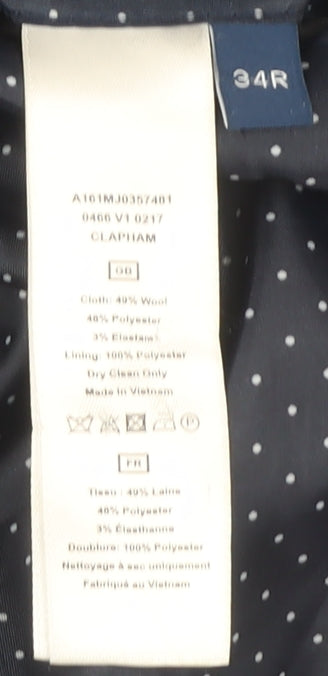 34R
A161MJ0357401
0466 V1 0217
CLAPHAM
GB
Cloth: 49% Wool
48% Polyester
3% Elastane
Lining: 100% Polyester
Dry Clean Only
Made in Vietnam
P
FR
Tissu : 49% Laine
48% Polyester
3% Élasthanne
Doublure: 100% Polyester
Nettoyage à sec uniquement
Fabriqué au Vietnam